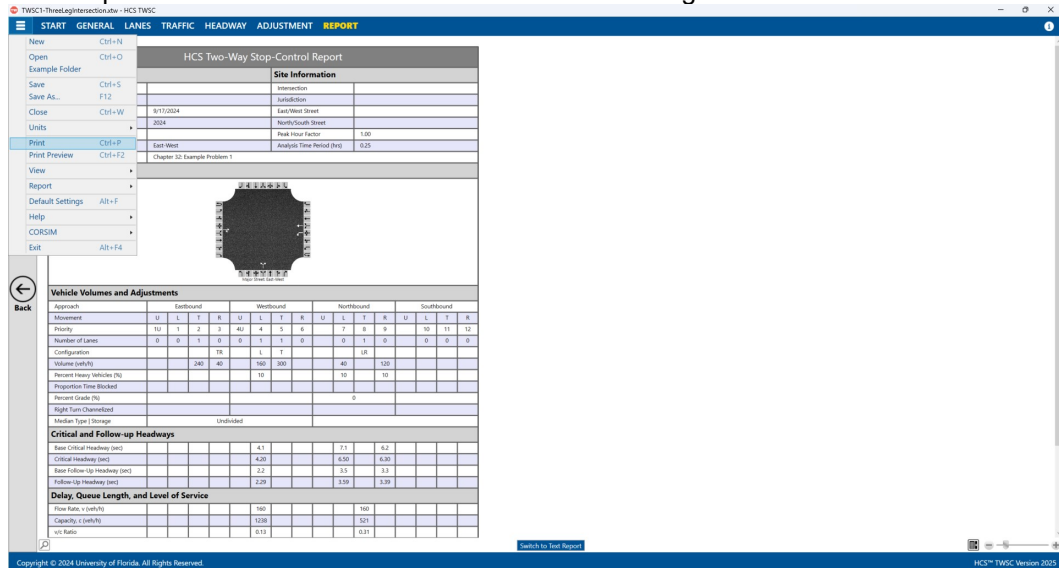 TWSC1-ThreeLegIntersection.xtw - HCS TWSC
START GENERAL LANES TRAFFIC HEADWAY ADJUSTMENT REPORT
New Ctrl+N
Open Ctrl+O
Example Folder
Save Ctrl+S
Save As... F12
Close Ctrl+W
Units
Print Ctrl+P
Print Preview Ctrl+F2
View
Report
Default Settings Alt+F
Help
CORSIM
Exit Alt+F4
Back
HCS Two-Way Stop-Control Report
Site Information
Intersection
Jurisdiction
9/17/2024 East/West Street
2024 North/South Street
Peak Hour Factor 1.00
East-West Analysis Time Period (hrs) 0.25
Chapter 32: Example Problem 1
Major Street: East-West
Vehicle Volumes and Adjustments
Approach Eastbound Westbound Northbound Southbound
Movement U L T R U L T R U L T R U L T R
Priority 1U 1 2 3 4U 4 5 6 7 8 9 10 11 12
Number of Lanes 0 0 1 0 0 1 1 0 0 1 0 0 0 0
Configuration TR L T LR
Volume (veh/h) 240 40 160 300 40 120
Percent Heavy Vehicles (%) 10 10 10
Proportion Time Blocked
Percent Grade (%) 0
Right Turn Channelized
Median Type | Storage Undivided
Critical and Follow-up Headways
Base Critical Headway (sec) 4.1 7.1 6.2
Critical Headway (sec) 4.20 6.50 6.30
Base Follow-Up Headway (sec) 2.2 3.5 3.3
Follow-Up Headway (sec) 2.29 3.59 3.39
Delay, Queue Length, and Level of Service
Flow Rate, v (veh/h) 160 160
Capacity, c (veh/h) 1238 521
v/c Ratio 0.13 0.31
Switch to Text Report
Copyright © 2024 University of Florida. All Rights Reserved. HCS™ TWSC Version 2025